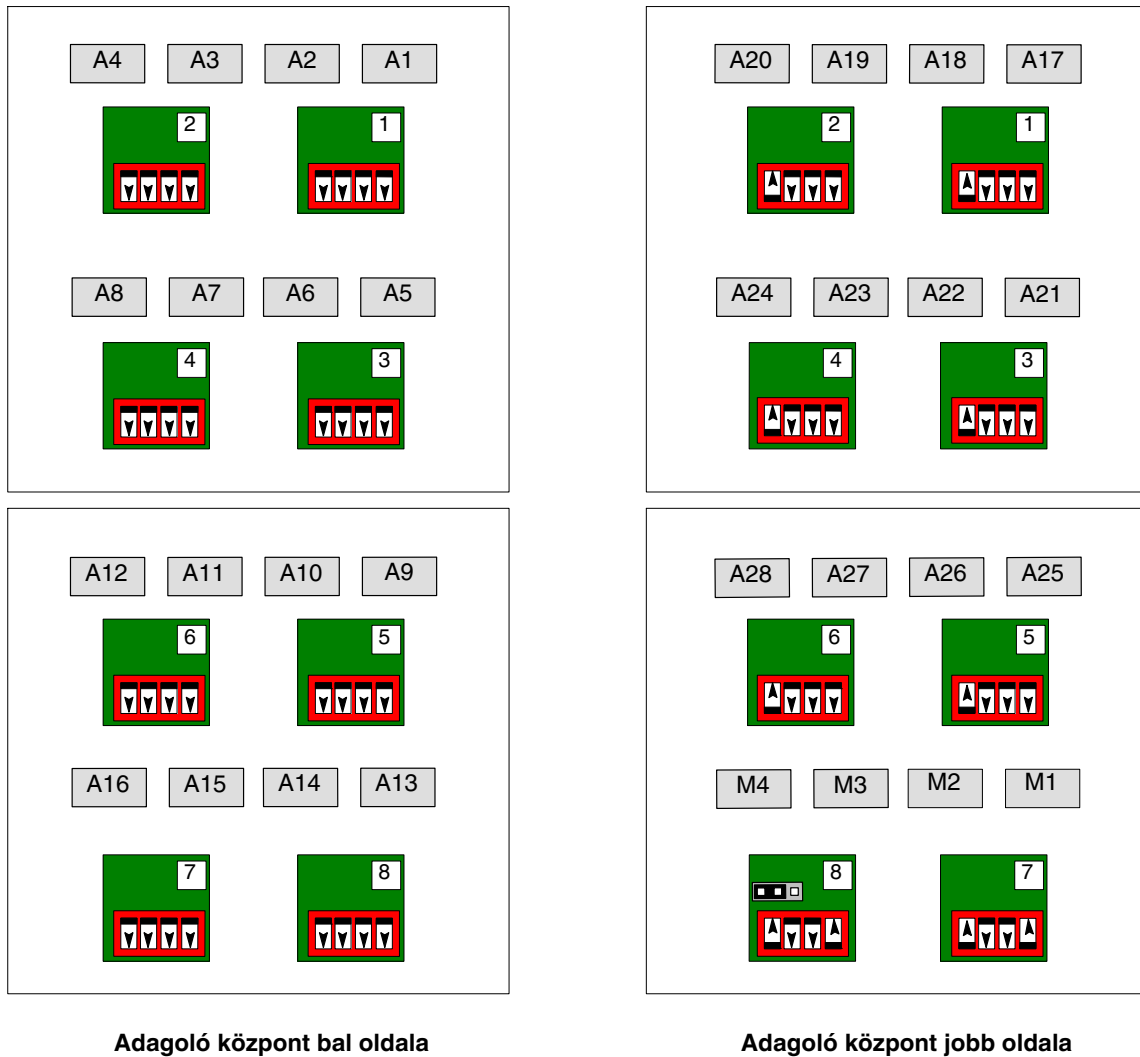 A4 A3 A2 A1
2 1
A8 A7 A6 A5
4 3
A12 A11 A10 A9
6 5
A16 A15 A14 A13
7 8
Adagoló központ bal oldala
A20 A19 A18 A17
2 1
A24 A23 A22 A21
4 3
A28 A27 A26 A25
6 5
M4 M3 M2 M1
8 7
Adagoló központ jobb oldala